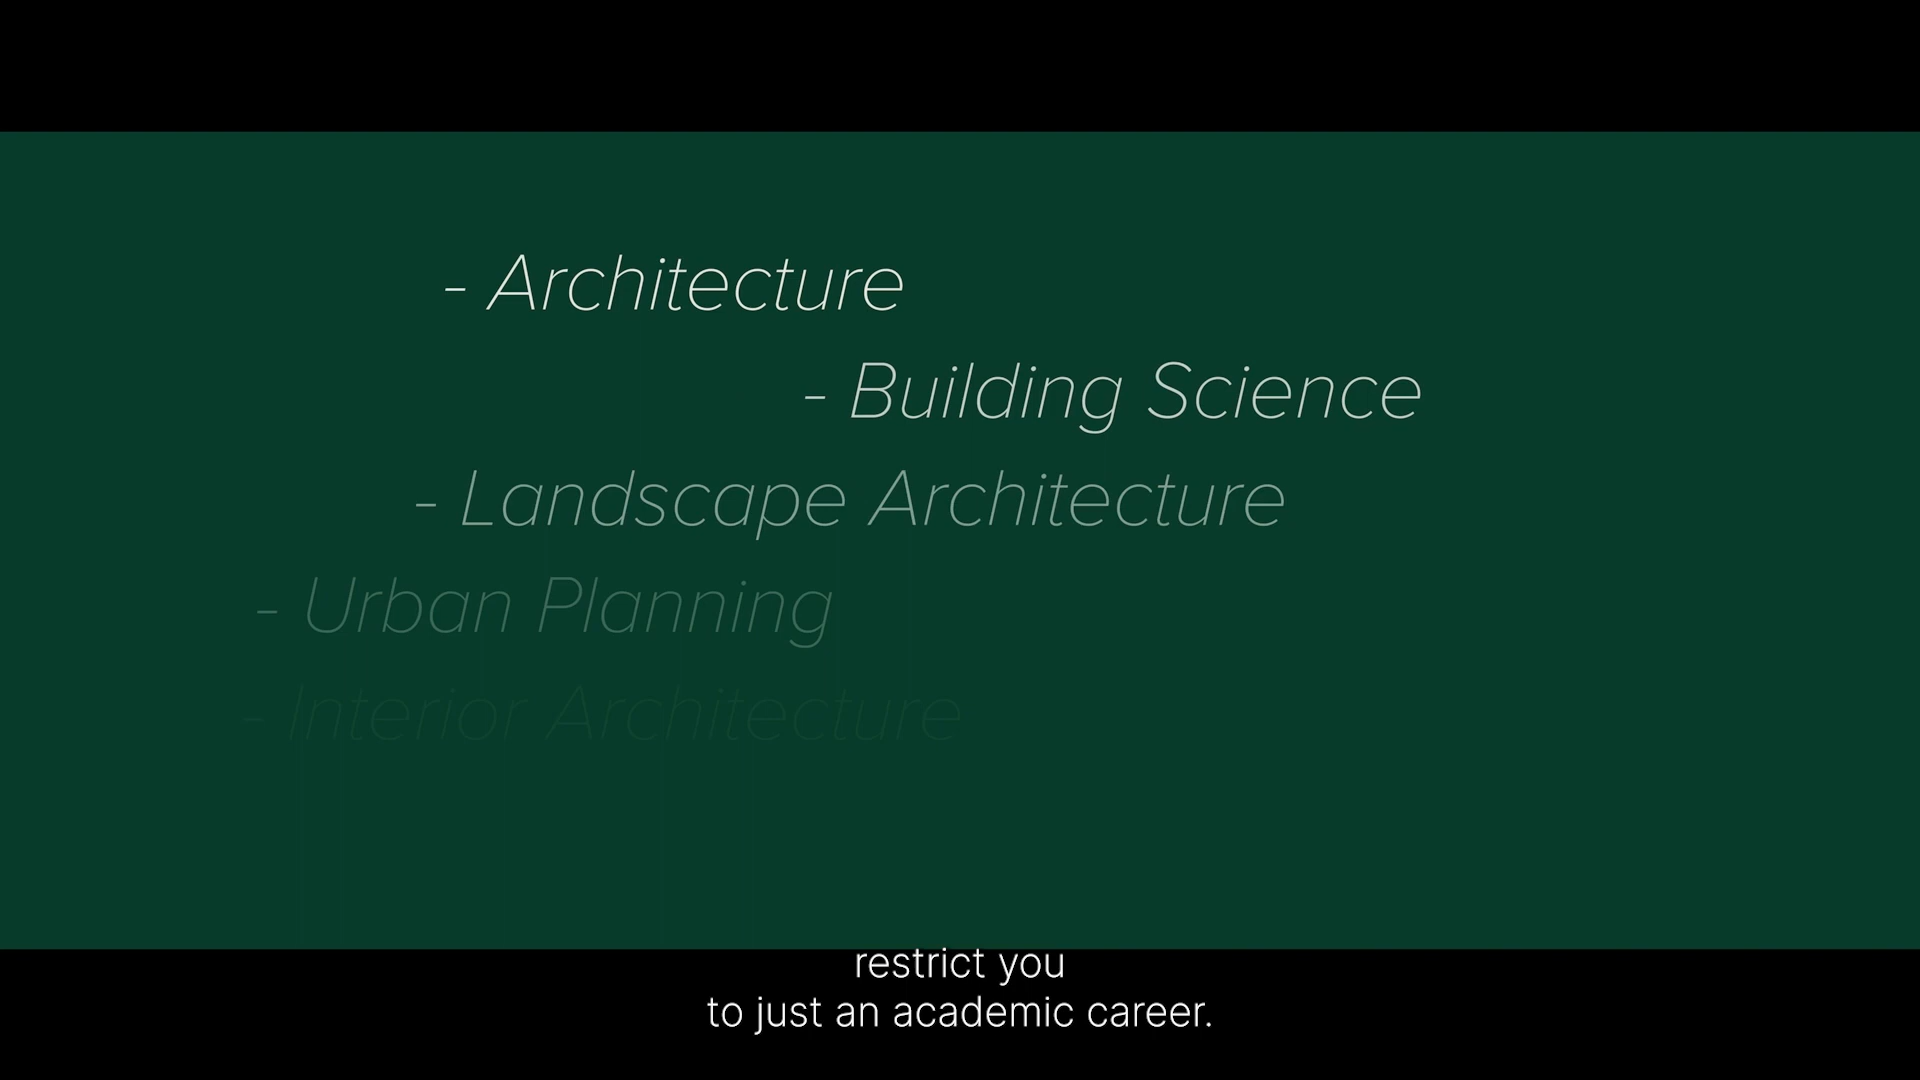 - Architecture
- Building Science
- Landscape Architecture
- Urban Planning
- Interior Architecture
restrict you
to just an academic career.